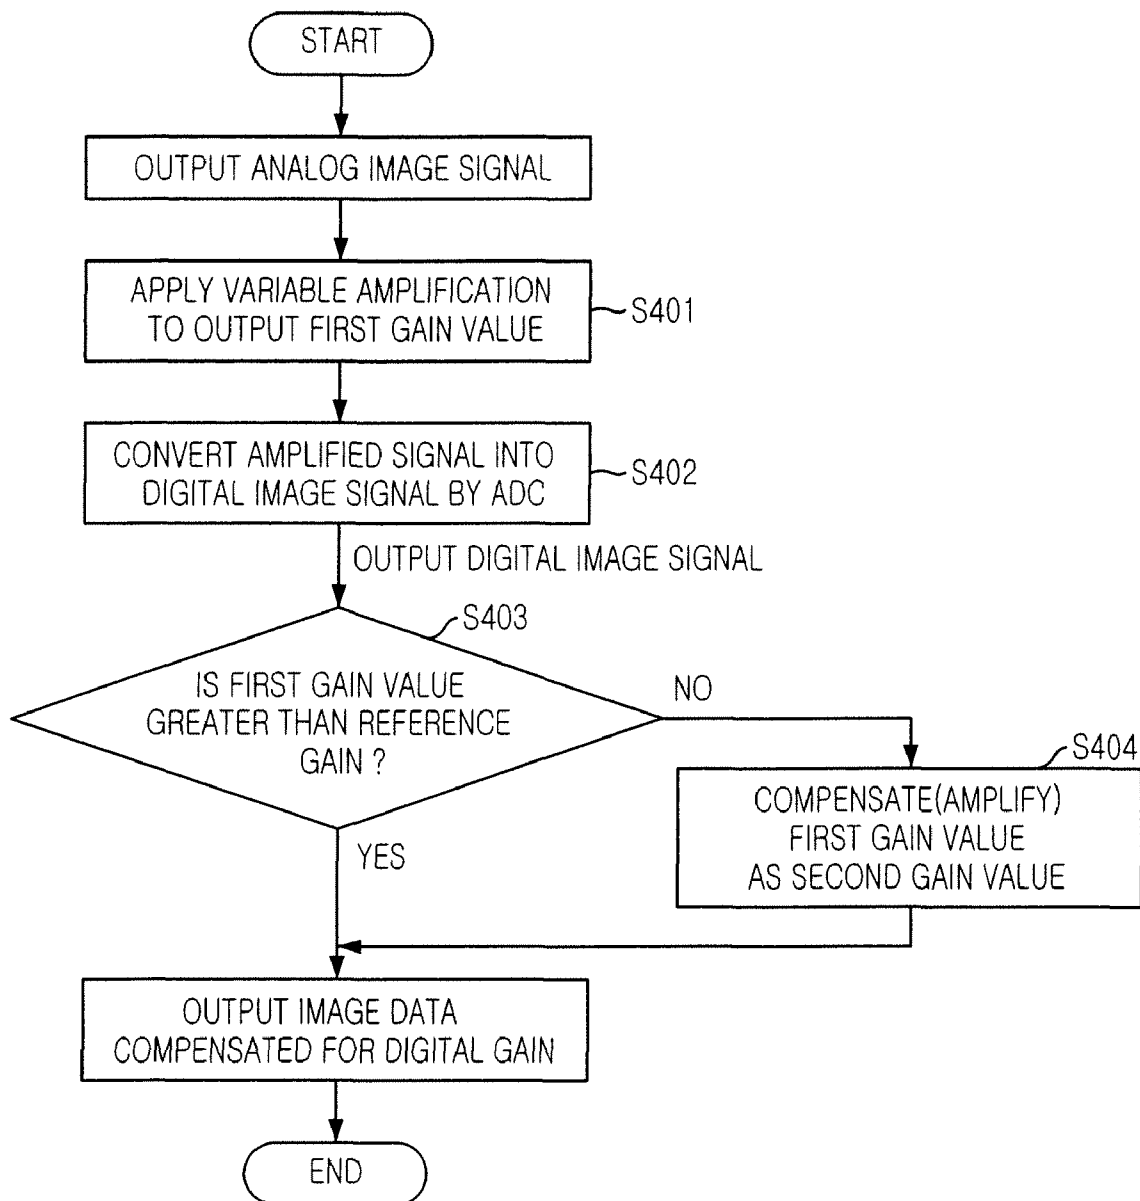 START
OUTPUT ANALOG IMAGE SIGNAL
APPLY VARIABLE AMPLIFICATION
TO OUTPUT FIRST GAIN VALUE
S401
CONVERT AMPLIFIED SIGNAL INTO
DIGITAL IMAGE SIGNAL BY ADC
S402
OUTPUT DIGITAL IMAGE SIGNAL
S403
IS FIRST GAIN VALUE
GREATER THAN REFERENCE
GAIN ?
NO
S404
COMPENSATE(AMPLIFY)
FIRST GAIN VALUE
AS SECOND GAIN VALUE
YES
OUTPUT IMAGE DATA
COMPENSATED FOR DIGITAL GAIN
END